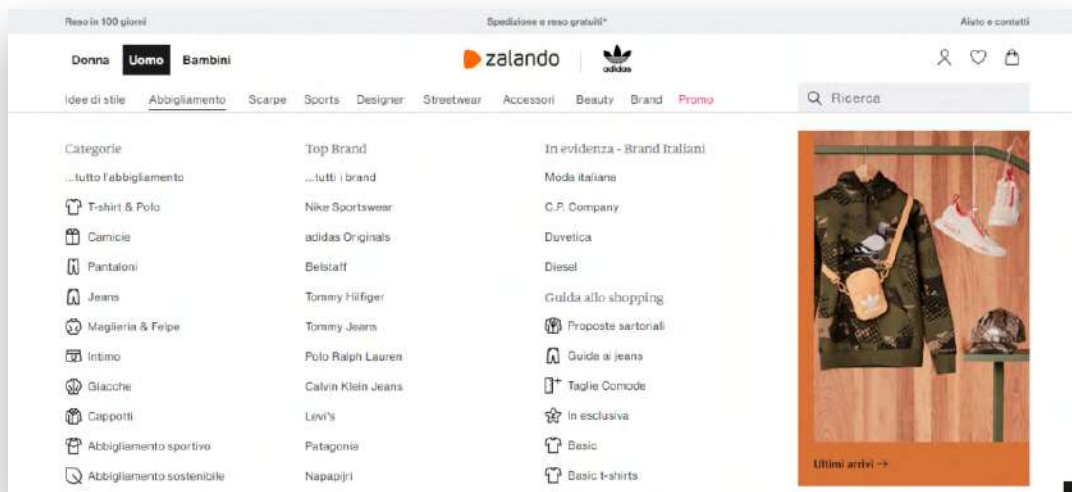 Reso in 100 giorni
Spedizione e reso gratuiti*
Aiuto e contatti
Donna Uomo Bambini
zalando
adidas
Idee di stile Abbigliamento Scarpe Sports Designer Streetwear Accessori Beauty Brand Promo
Ricerca
Categorie
...tutto l'abbigliamento
T-shirt & Polo
Camicie
Pantaloni
Jeans
Maglieria & Felpe
Intimo
Giacche
Cappotti
Abbigliamento sportivo
Abbigliamento sostenibile
Top Brand
...tutti i brand
Nike Sportswear
adidas Originals
Belstaff
Tommy Hilfiger
Tommy Jeans
Polo Ralph Lauren
Calvin Klein Jeans
Levi's
Patagonia
Napapijri
In evidenza - Brand Italiani
Moda italiana
C.P. Company
Duvetica
Diesel
Guida allo shopping
Proposte sartoriali
Guida ai jeans
Taglie Comode
In esclusiva
Basic
Basic t-shirts
Ultimi arrivi →